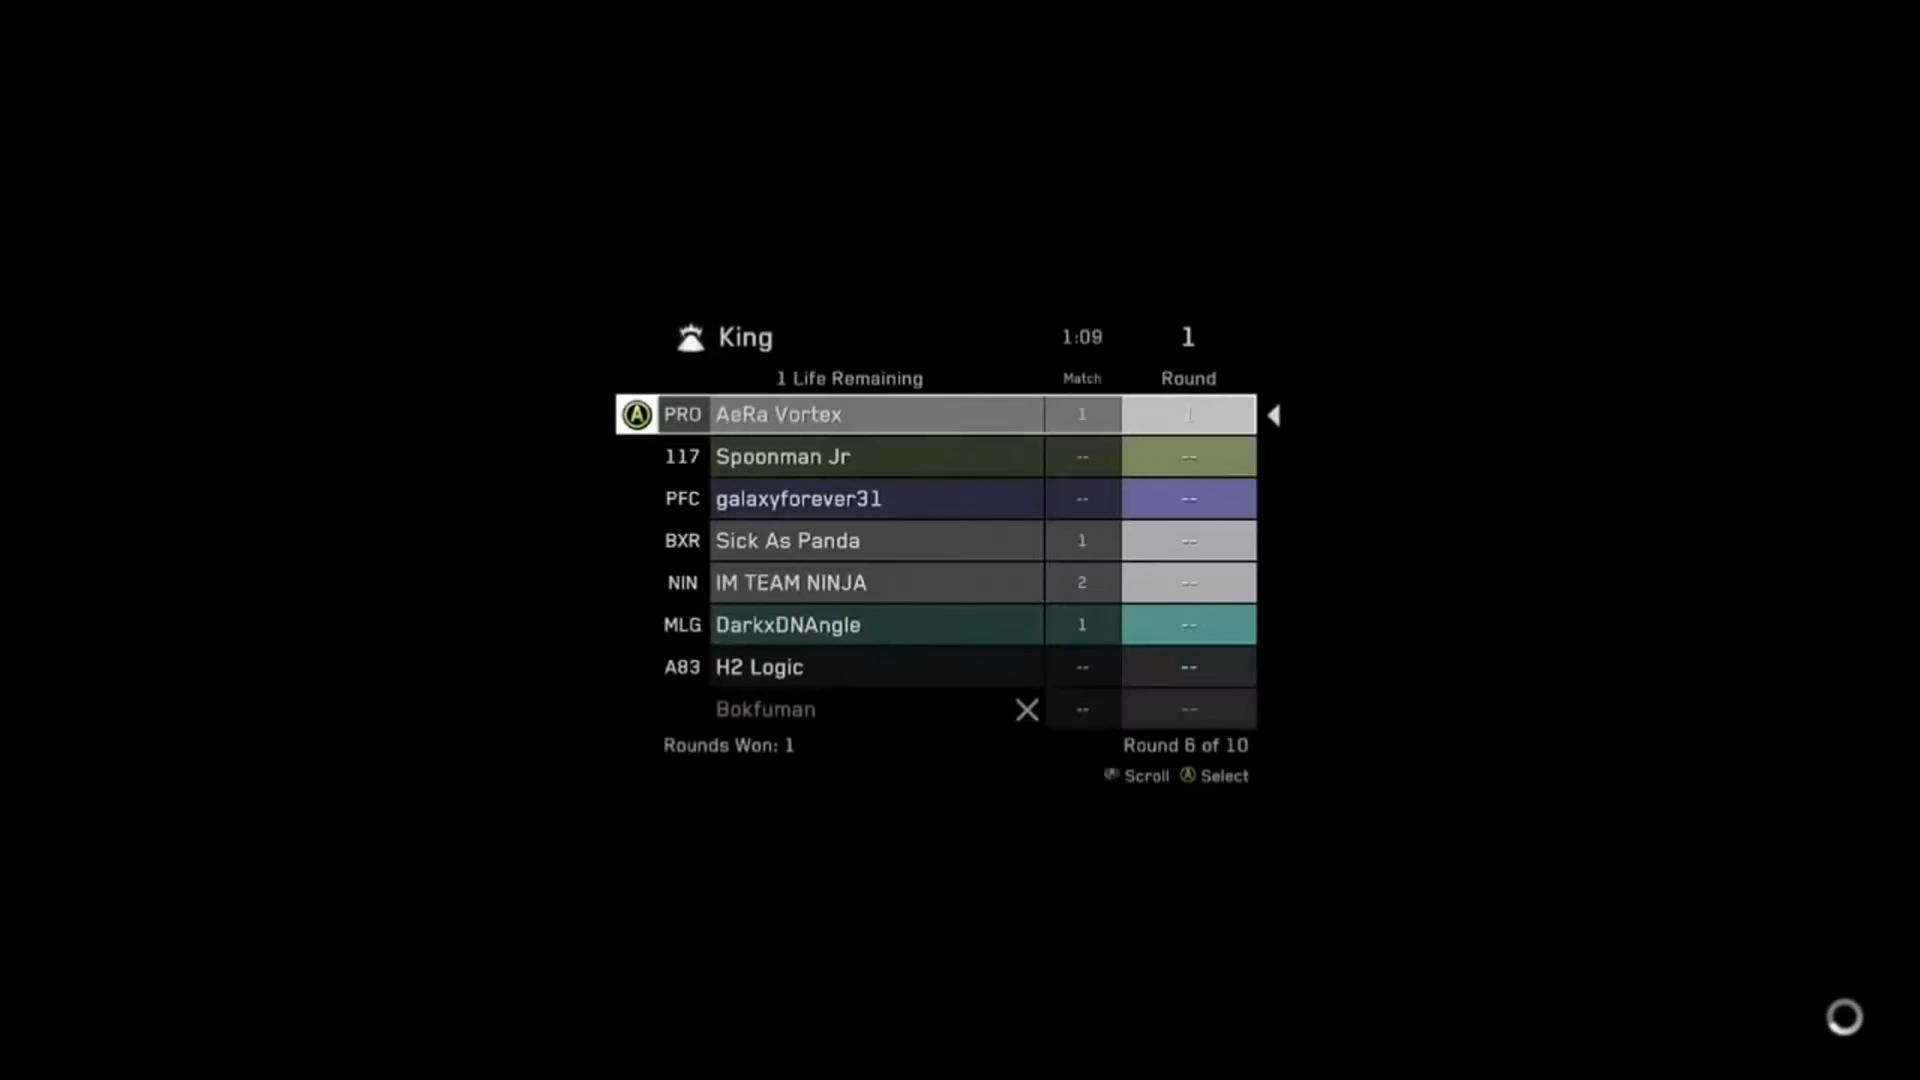 King 1:09 1
1 Life Remaining Match Round
A PRO AeRa Vortex 1 1
117 Spoonman Jr -- --
PFC galaxyforever31 -- --
BXR Sick As Panda 1 --
NIN IM TEAM NINJA 2 --
MLG DarkxDNAngle 1 --
A83 H2 Logic -- --
Bokfuman -- --
Rounds Won: 1 Round 6 of 10
Scroll A Select